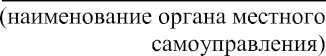 (наименование органа местного
самоуправления)